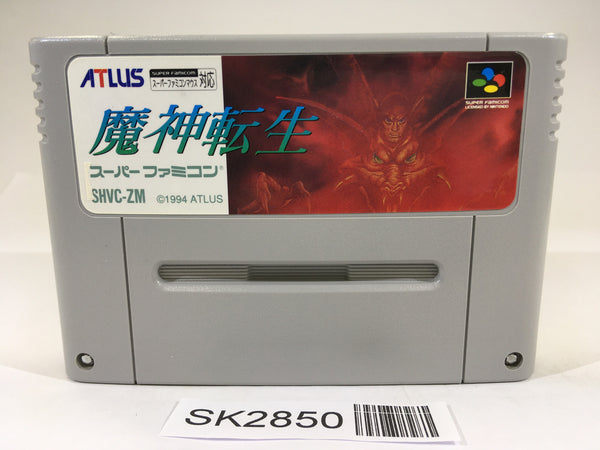 ATLUS
SUPER FAMICOM
スーパーファミコンマウス 対応
魔神転生
スーパーファミコン®
SHVC-ZM ©1994 ATLUS
SUPER FAMICOM
LICENSED BY NINTENDO
SK2850